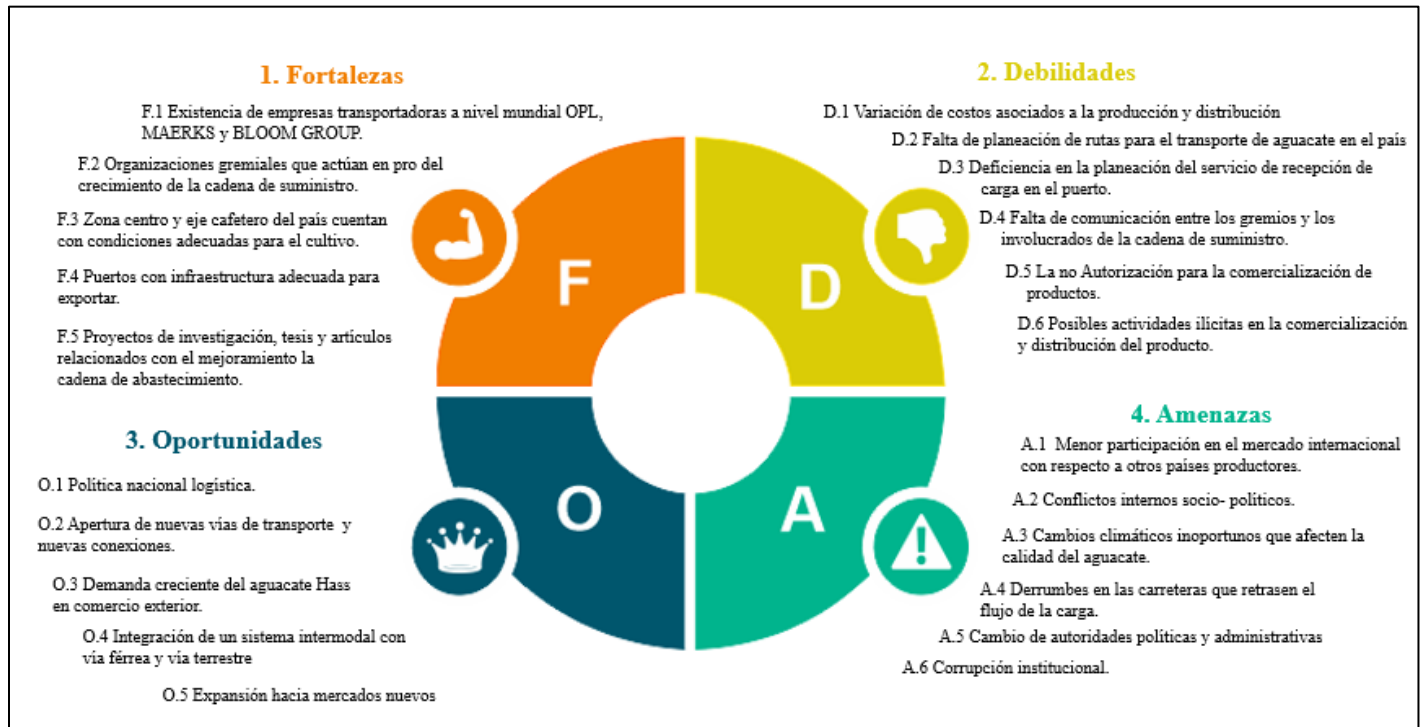 1. Fortalezas
F.1 Existencia de empresas transportadoras a nivel mundial OPL,
MAERKS y BLOOM GROUP.
F.2 Organizaciones gremiales que actúan en pro del
crecimiento de la cadena de suministro.
F.3 Zona centro y eje cafetero del país cuentan
con condiciones adecuadas para el cultivo.
F.4 Puertos con infraestructura adecuada para
exportar.
F.5 Proyectos de investigación, tesis y artículos
relacionados con el mejoramiento la
cadena de abastecimiento.
2. Debilidades
D.1 Variación de costos asociados a la producción y distribución
D.2 Falta de planeación de rutas para el transporte de aguacate en el país
D.3 Deficiencia en la planeación del servicio de recepción de
carga en el puerto.
D.4 Falta de comunicación entre los gremios y los
involucrados de la cadena de suministro.
D.5 La no Autorización para la comercialización de
productos.
D.6 Posibles actividades ilícitas en la comercialización
y distribución del producto.
F
D
O
A
3. Oportunidades
O.1 Política nacional logística.
O.2 Apertura de nuevas vías de transporte y
nuevas conexiones.
O.3 Demanda creciente del aguacate Hass
en comercio exterior.
O.4 Integración de un sistema intermodal con
vía férrea y vía terrestre
O.5 Expansión hacia mercados nuevos
4. Amenazas
A.1 Menor participación en el mercado internacional
con respecto a otros países productores.
A.2 Conflictos internos socio- políticos.
A.3 Cambios climáticos inoportunos que afecten la
calidad del aguacate.
A.4 Derrumbes en las carreteras que retrasen el
flujo de la carga.
A.5 Cambio de autoridades políticas y administrativas
A.6 Corrupción institucional.